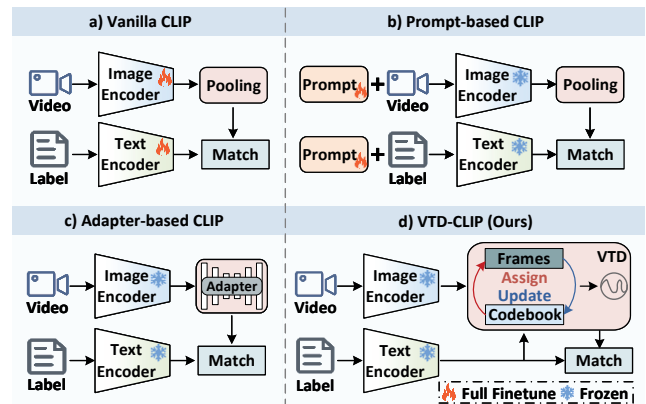 a) Vanilla CLIP
Image
Encoder
Video
Pooling
Text
Encoder
Label
Match
b) Prompt-based CLIP
Prompt
+
Video
Image
Encoder
Pooling
Prompt
+
Label
Text
Encoder
Match
c) Adapter-based CLIP
Image
Encoder
Video
Adapter
Text
Encoder
Label
Match
d) VTD-CLIP (Ours)
Image
Encoder
Video
Frames
VTD
Assign
Update
Codebook
Text
Encoder
Label
Match
Full Finetune
Frozen